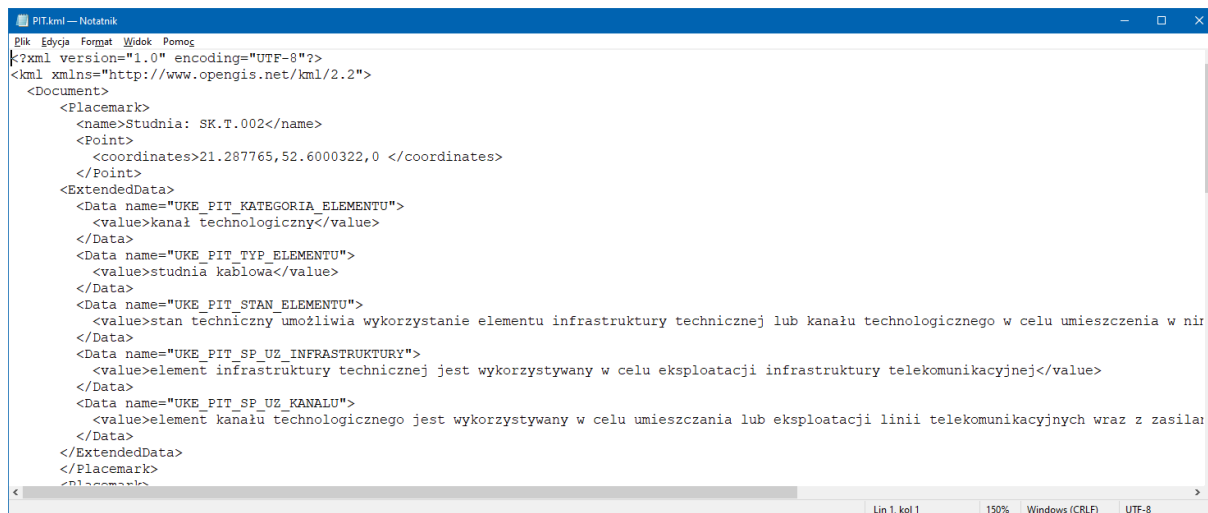 PIT.kml — Notatnik
Plik Edycja Format Widok Pomoc
<?xml version="1.0" encoding="UTF-8"?>
<kml xmlns="http://www.opengis.net/kml/2.2">
<Document>
<Placemark>
<name>Studnia: SK.T.002</name>
<Point>
<coordinates>21.287765,52.6000322,0 </coordinates>
</Point>
<ExtendedData>
<Data name="UKE_PIT_KATEGORIA_ELEMENTU">
<value>kanał technologiczny</value>
</Data>
<Data name="UKE_PIT_TYP_ELEMENTU">
<value>studnia kablowa</value>
</Data>
<Data name="UKE_PIT_STAN_ELEMENTU">
<value>stan techniczny umożliwia wykorzystanie elementu infrastruktury technicznej lub kanału technologicznego w celu umieszczenia w
</Data>
<Data name="UKE_PIT_SP_UZ_INFRASTRUKTURY">
<value>element infrastruktury technicznej jest wykorzystywany w celu eksploatacji infrastruktury telekomunikacyjnej</value>
</Data>
<Data name="UKE_PIT_SP_UZ_KANALU">
<value>element kanału technologicznego jest wykorzystywany w celu umieszczania lub eksploatacji linii telekomunikacyjnych wraz z
</Data>
</ExtendedData>
</Placemark>
<Placemark>
Lin 1, kol 1 150% Windows (CRLF) UTF-8